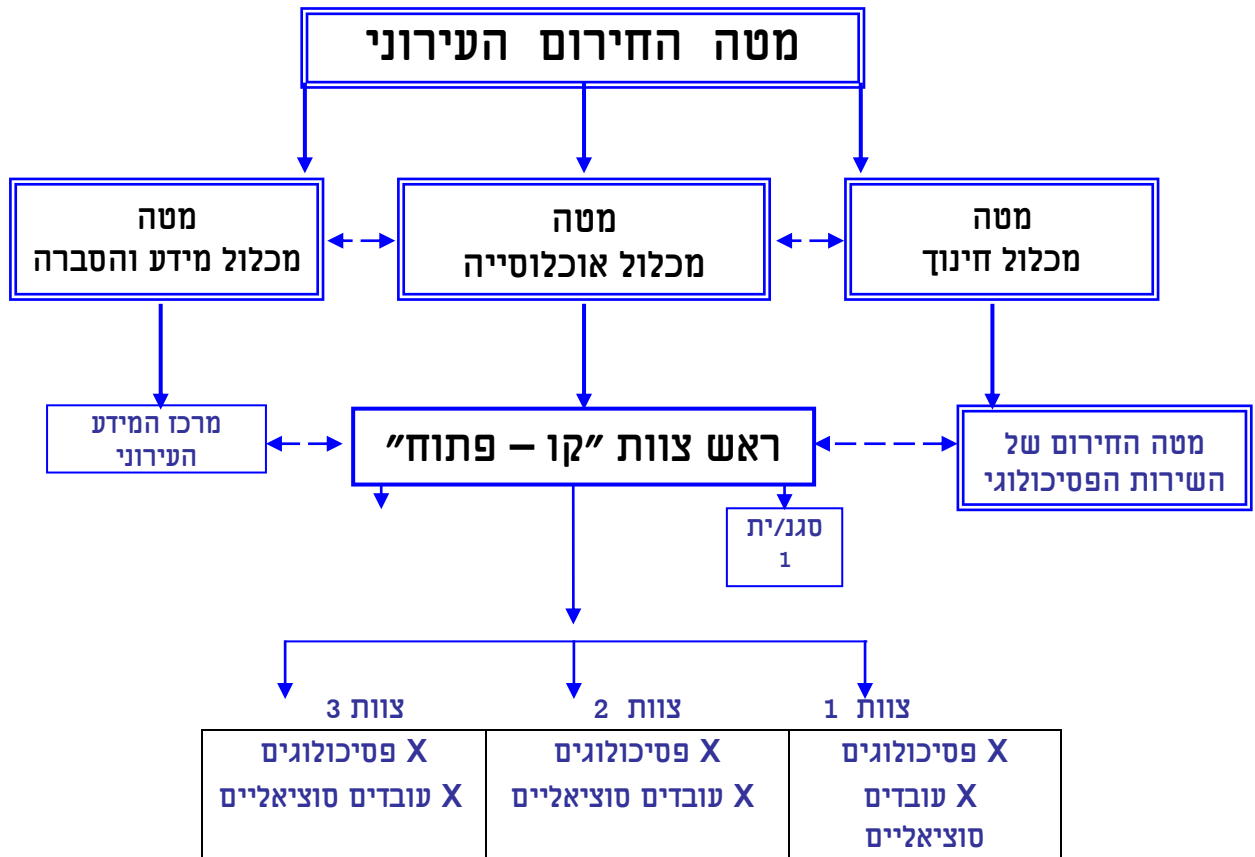 מטה החירום העירוני
מטה
מכלול חינוך
מטה
מכלול אוכלוסייה
מטה
מכלול מידע והסברה
מטה החירום של
השירות הפסיכולוגי
ראש צוות "קו – פתוח"
מרכז המידע
העירוני
סגנ/ית
1
צוות 1
צוות 2
צוות 3
X פסיכולוגים
X עובדים
סוציאליים
X פסיכולוגים
X עובדים סוציאליים
X פסיכולוגים
X עובדים סוציאליים